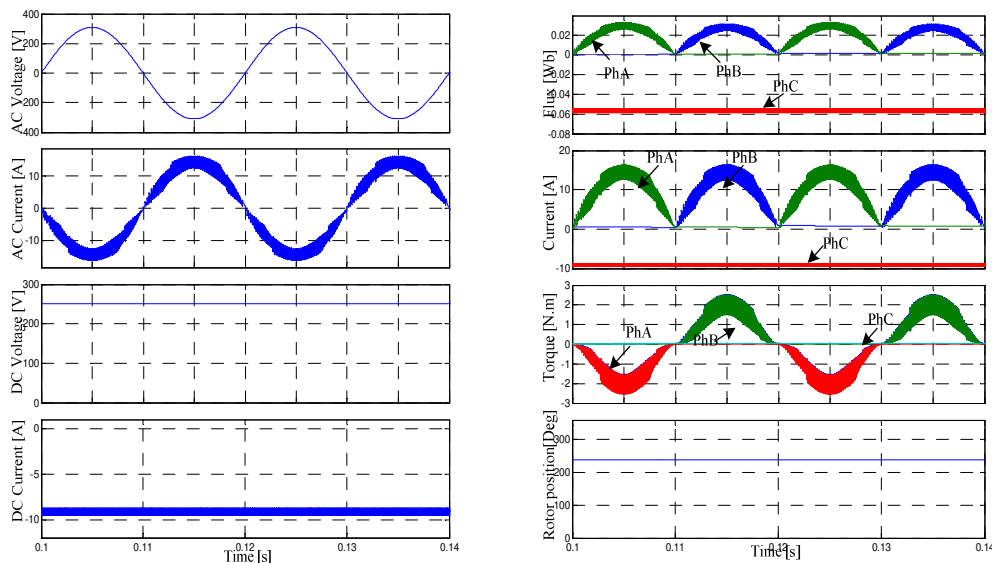 400
200
0
-200
400
AC Voltage [V]
10
0
-10
AC Current [A]
300
200
100
0
DC Voltage [V]
0
-5
-10
DC Current [A]
0.1
0.11
0.12
0.13
0.14
Time [s]
0.02
0
-0.02
-0.04
-0.06
-0.08
Flux [Wb]
PhA
PhB
PhC
20
10
0
-10
Current [A]
PhA
PhB
PhC
3
2
1
0
-1
-2
-3
Torque [N.m]
PhA
PhB
PhC
300
200
100
0
Rotor position[Deg]
0.1
0.11
0.12
0.13
0.14
Time [s]